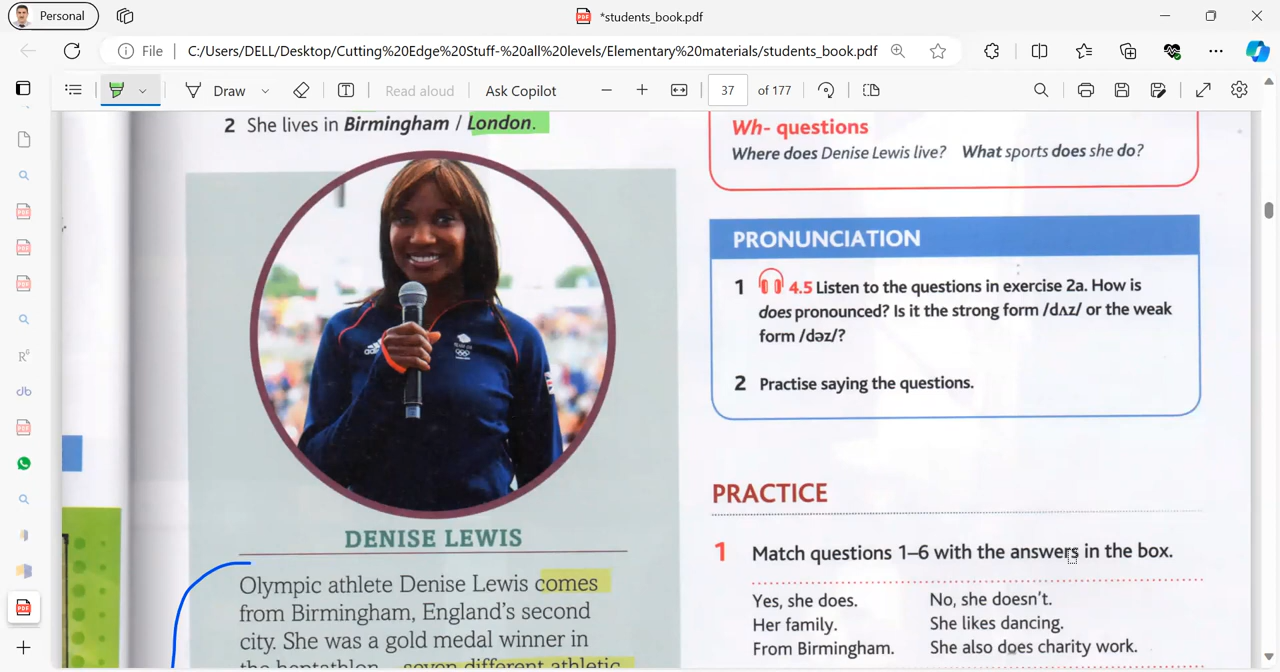 Personal
*students_book.pdf
File
C:/Users/DELL/Desktop/Cutting%20Edge%20Stuff-%20all%20levels/Elementary%20materials/students_book.pdf
Draw
Read aloud
Ask Copilot
37
of 177
2 She lives in Birmingham / London.
DENISE LEWIS
Olympic athlete Denise Lewis comes
from Birmingham, England's second
city. She was a gold medal winner in
the heptathlon – seven different athletic
Wh- questions
Where does Denise Lewis live? What sports does she do?
PRONUNCIATION
1 4.5 Listen to the questions in exercise 2a. How is
does pronounced? Is it the strong form /dʌz/ or the weak
form /dəz/?
2 Practise saying the questions.
PRACTICE
1 Match questions 1–6 with the answers in the box.
Yes, she does. No, she doesn't.
Her family. She likes dancing.
From Birmingham. She also does charity work.